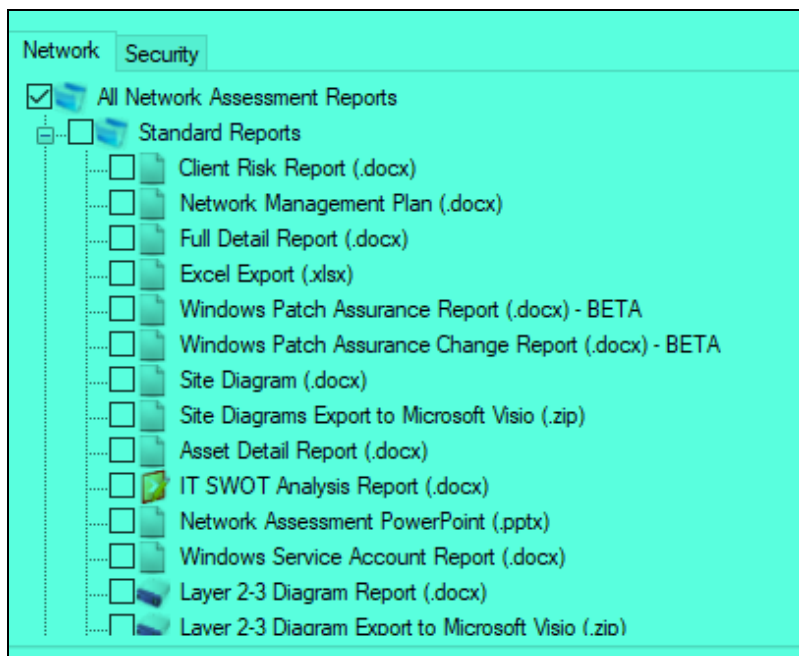 Network Security
All Network Assessment Reports
Standard Reports
Client Risk Report (.docx)
Network Management Plan (.docx)
Full Detail Report (.docx)
Excel Export (.xlsx)
Windows Patch Assurance Report (.docx) - BETA
Windows Patch Assurance Change Report (.docx) - BETA
Site Diagram (.docx)
Site Diagrams Export to Microsoft Visio (.zip)
Asset Detail Report (.docx)
IT SWOT Analysis Report (.docx)
Network Assessment PowerPoint (.pptx)
Windows Service Account Report (.docx)
Layer 2-3 Diagram Report (.docx)
Layer 2-3 Diagram Export to Microsoft Visio (.zip)